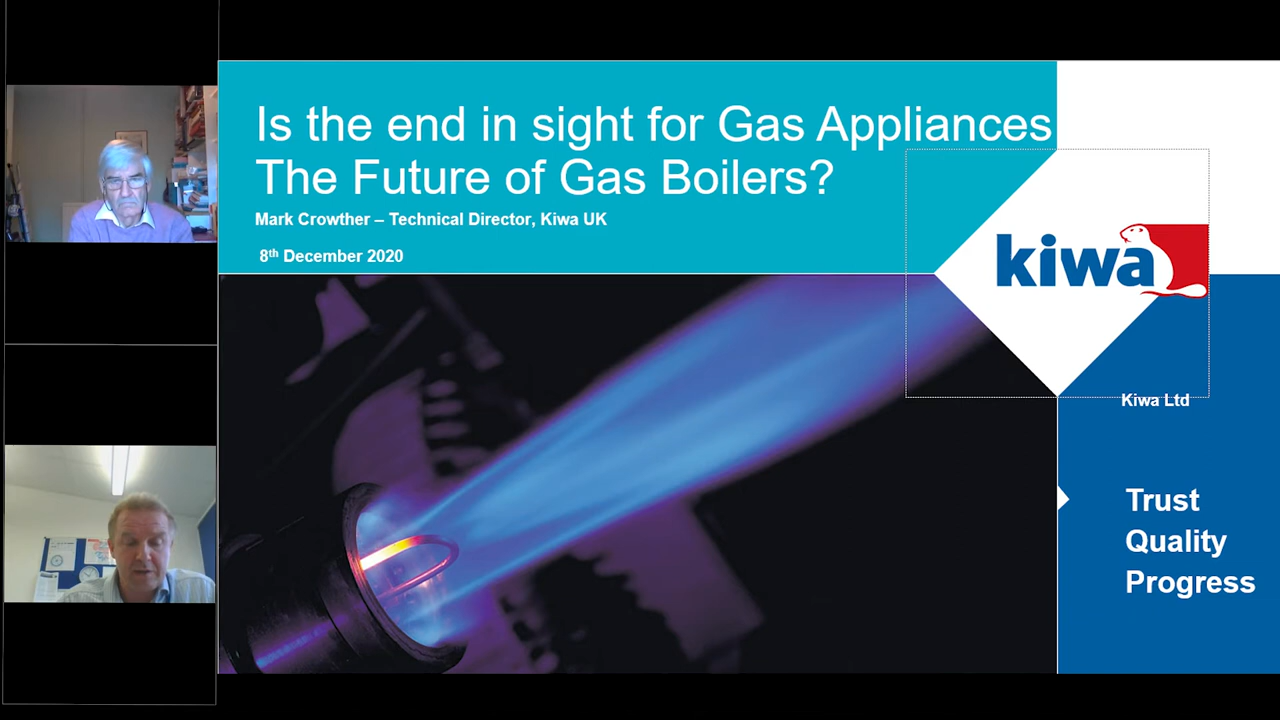 Is the end in sight for Gas Appliances
The Future of Gas Boilers?
Mark Crowther – Technical Director, Kiwa UK
8th December 2020
kiwa
Kiwa Ltd
Trust
Quality
Progress